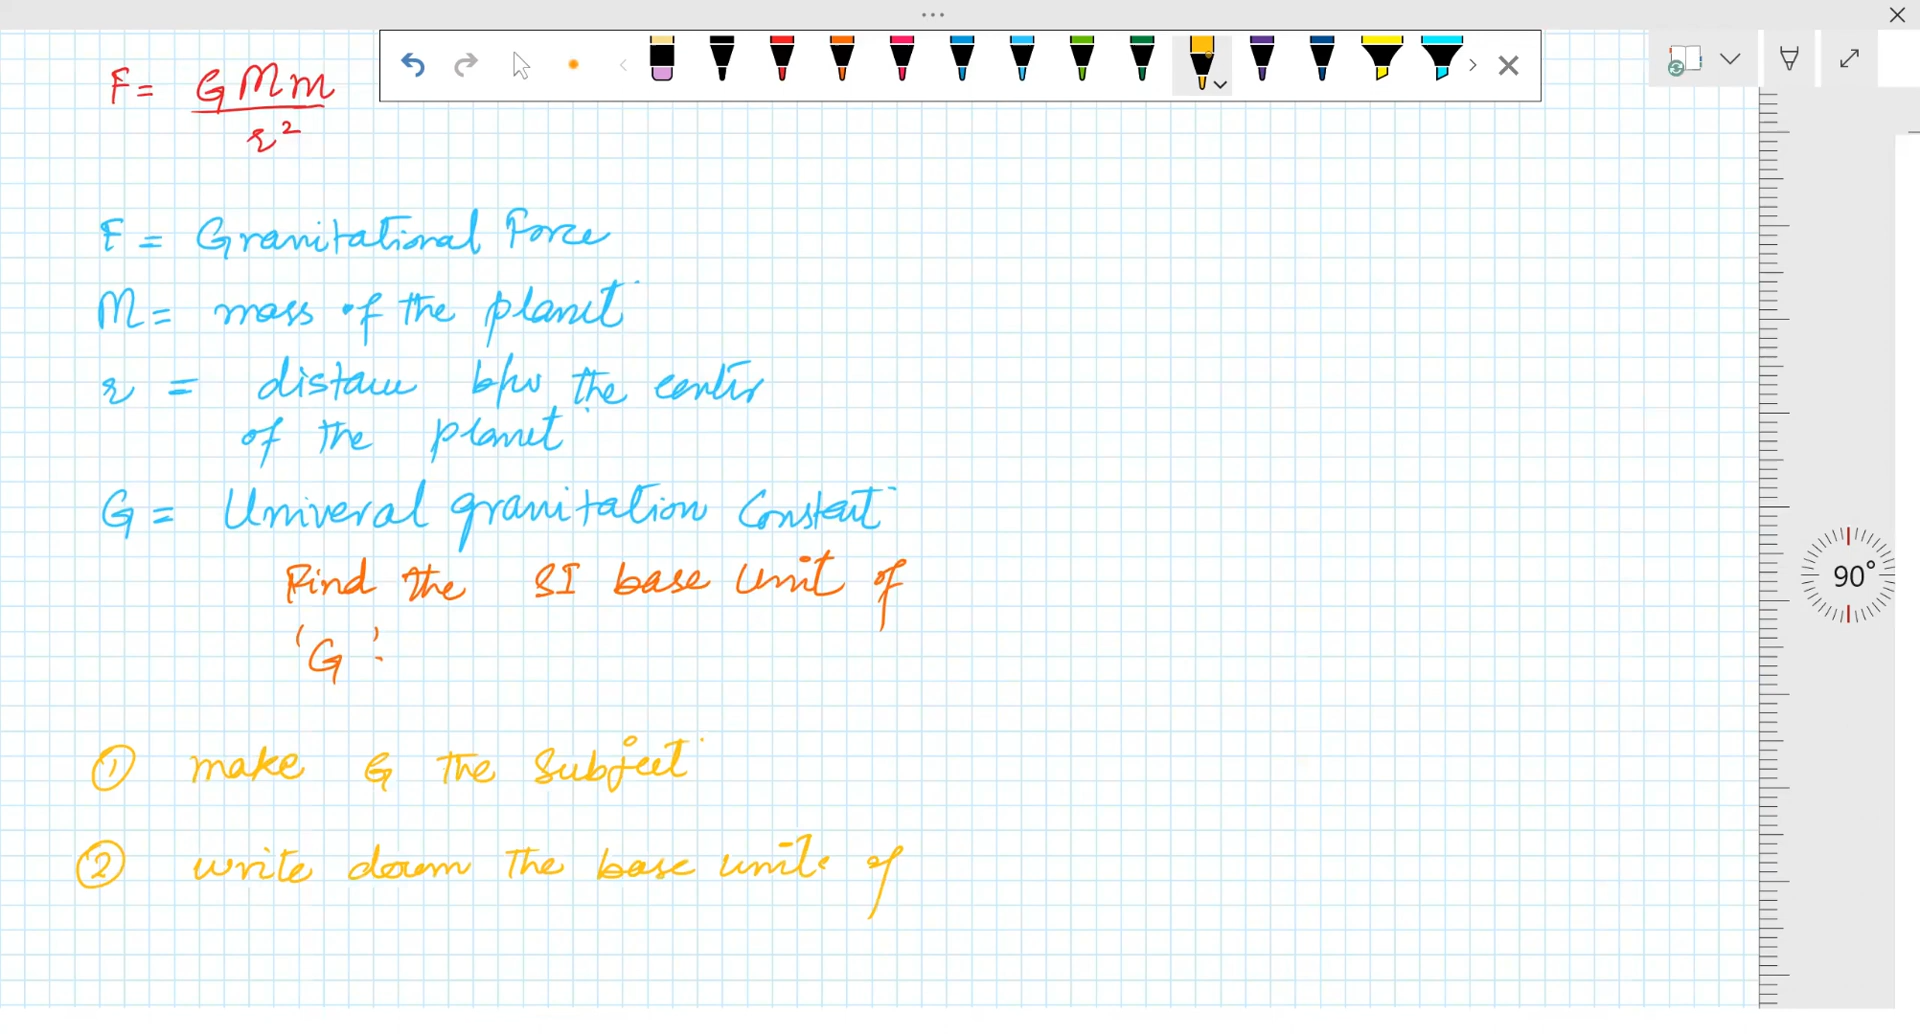 F = GMm
r²
F = Gravitational Force
M = mass of the planet
r = distance b/w the center
of the planet
G = Univeral gravitation Constant
Find the SI base unit of
'G'.
① make G the subject
② write down the base units of
90°